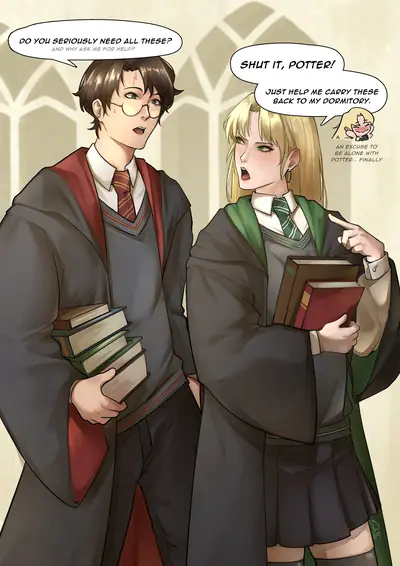 DO YOU SERIOUSLY NEED ALL THESE?
AND WHY ASK ME FOR HELP?
SHUT IT, POTTER!
JUST HELP ME CARRY THESE
BACK TO MY DORMITORY.
AN EXCUSE TO
BE ALONE WITH
POTTER... FINALLY